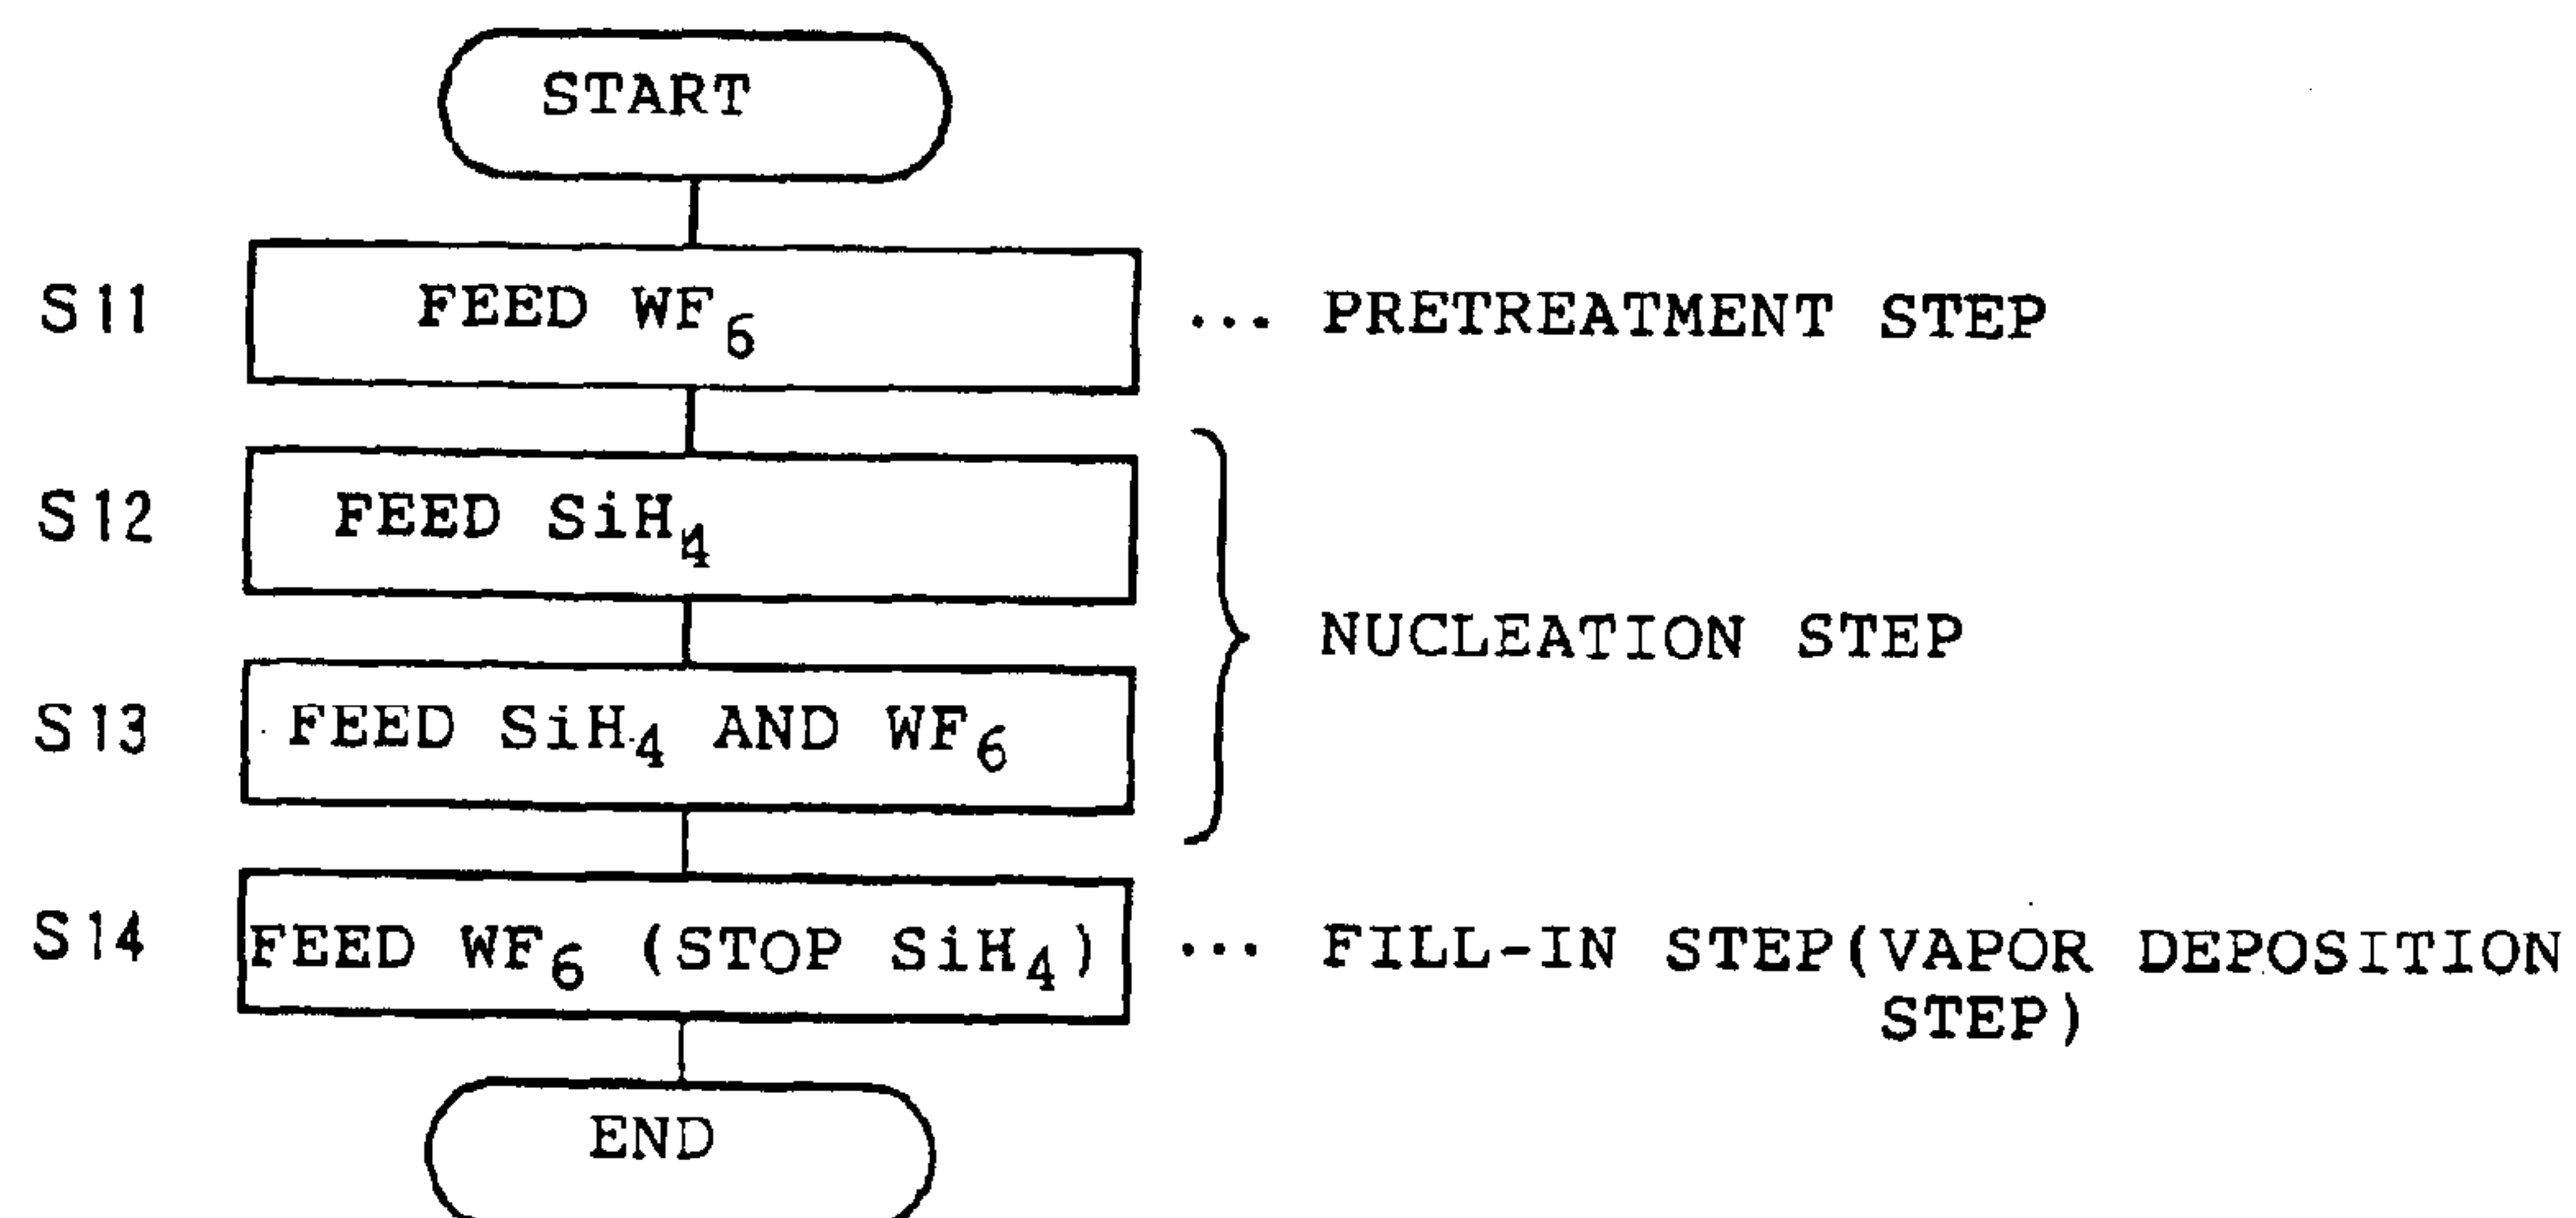 START
S11 FEED WF6 ... PRETREATMENT STEP
S12 FEED SiH4
NUCLEATION STEP
S13 FEED SiH4 AND WF6
S14 FEED WF6 (STOP SiH4) ... FILL-IN STEP(VAPOR DEPOSITION
STEP)
END